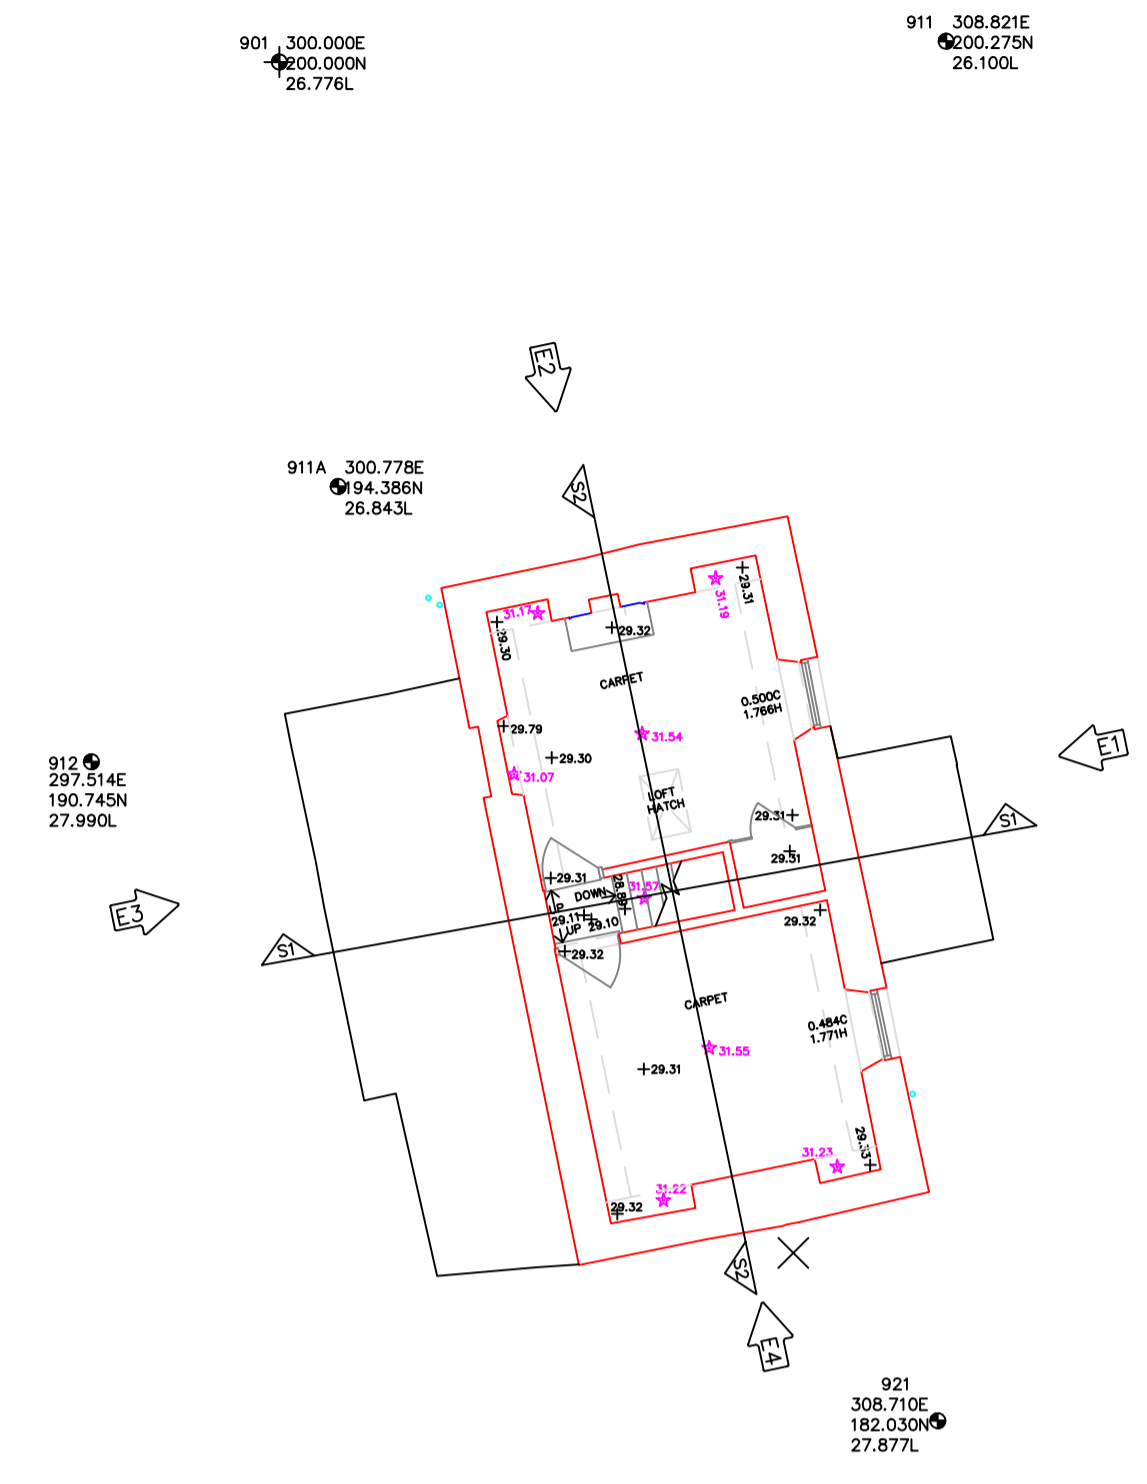 911 308.821E
200.275N
26.100L
901 300.000E
200.000N
26.776L
E2
911A 300.778E
194.386N
26.843L
S2
31.17
29.30
29.32
31.19
29.31
CARPET
0.500C
1.766H
29.79
31.54
E1
29.30
31.07
912
297.514E
190.745N
27.990L
LOFT
HATCH
29.31
S1
29.31
29.31
28.89
31.57
DOWN
UP
E3
29.11
29.10
UP
29.32
S1
29.32
CARPET
0.484C
1.771H
31.55
29.31
29.33
31.23
31.22
29.32
S2
E4
921
308.710E
182.030N
27.877L